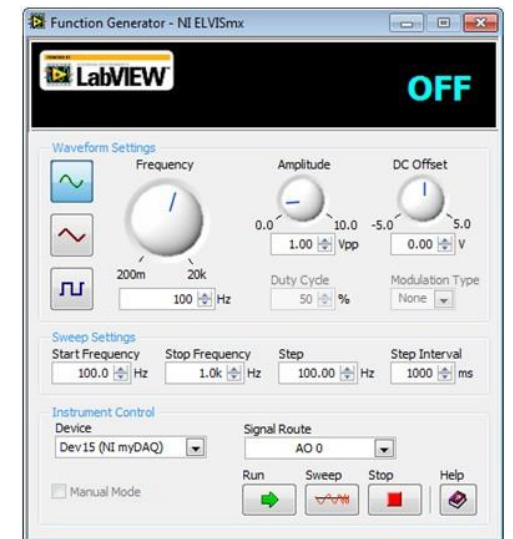 Function Generator - NI ELVISmx
LabVIEW
OFF
Waveform Settings
Frequency
Amplitude
DC Offset
0.0 10.0 -5.0 5.0
1.00 Vpp 0.00 V
200m 20k
Duty Cycle
Modulation Type
100 Hz
50 %
None
Sweep Settings
Start Frequency Stop Frequency Step Step Interval
100.0 Hz 1.0k Hz 100.00 Hz 1000 ms
Instrument Control
Device
Signal Route
Dev15 (NI myDAQ)
AO 0
Manual Mode
Run Sweep Stop Help